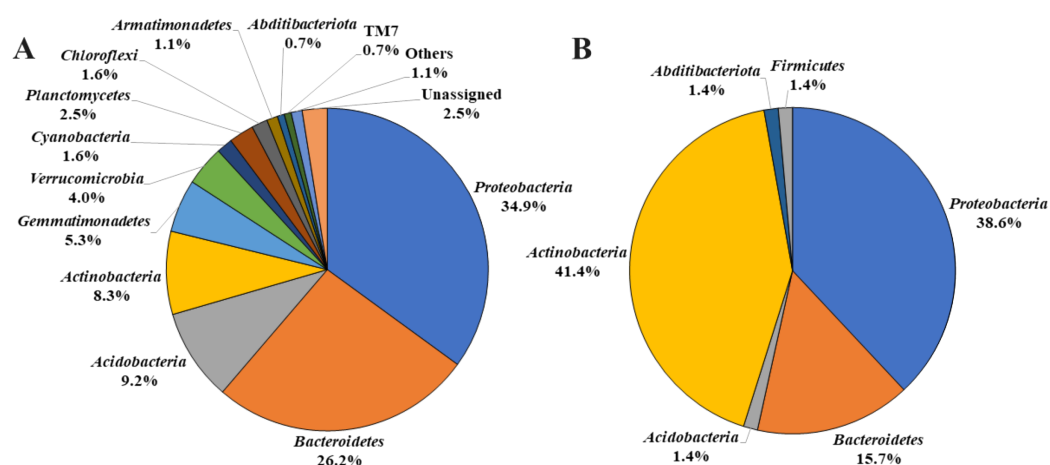 A
Armatimonadetes
1.1%
Abditibacteriota
0.7%
TM7
0.7%
Others
1.1%
Unassigned
2.5%
Chloroflexi
1.6%
Planctomycetes
2.5%
Cyanobacteria
1.6%
Verrucomicrobia
4.0%
Gemmatimonadetes
5.3%
Actinobacteria
8.3%
Acidobacteria
9.2%
Bacteroidetes
26.2%
Proteobacteria
34.9%
B
Abditibacteriota
1.4%
Firmicutes
1.4%
Proteobacteria
38.6%
Actinobacteria
41.4%
Acidobacteria
1.4%
Bacteroidetes
15.7%